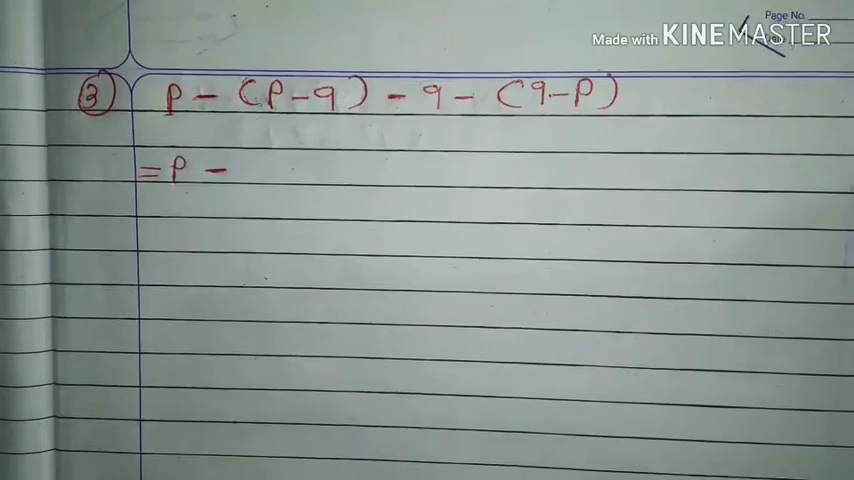 Page No.
Made with KINEMASTER
3 p - (p - q) - q - (q - p)
= p -